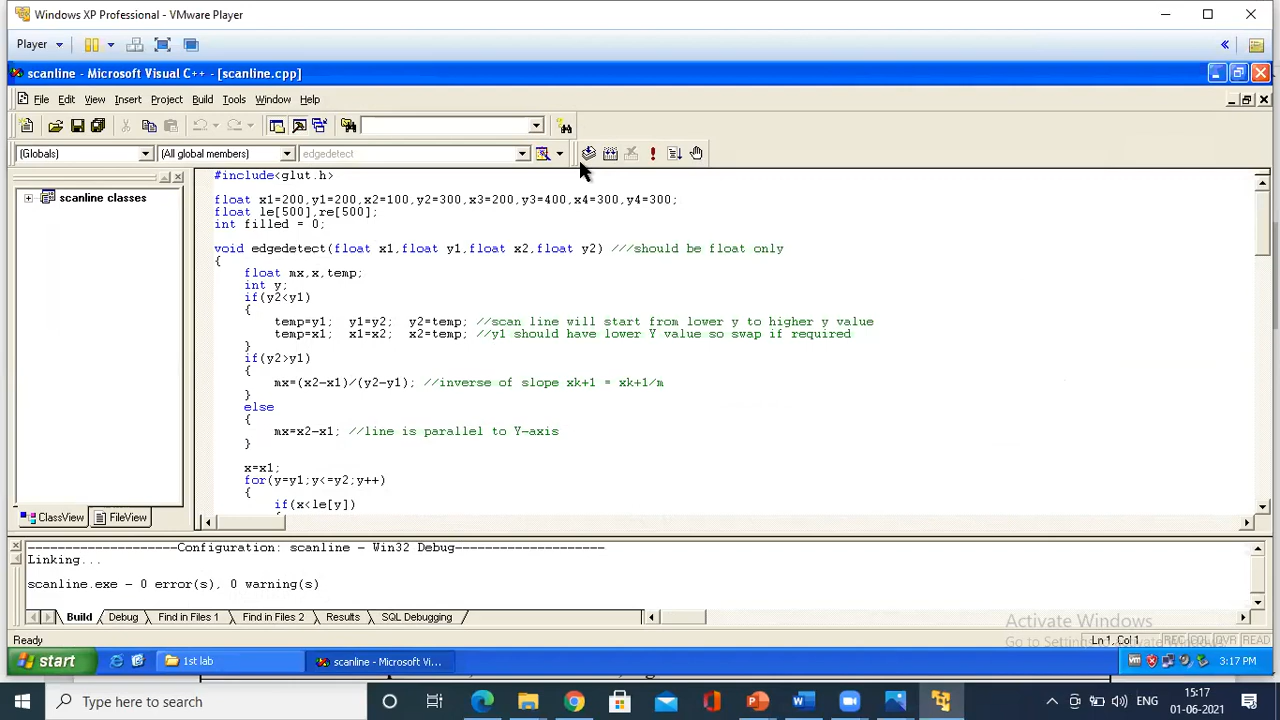 Windows XP Professional - VMware Player
Player
scanline - Microsoft Visual C++ - [scanline.cpp]
File Edit View Insert Project Build Tools Window Help
(Globals) (All global members) edgedetect
scanline classes
#include<glut.h>
float x1=200,y1=200,x2=100,y2=300,x3=200,y3=400,x4=300,y4=300;
float le[500],re[500];
int filled = 0;
void edgedetect(float x1,float y1,float x2,float y2) ///should be float only
{
float mx,x,temp;
int y;
if(y2<y1)
{
temp=y1; y1=y2; y2=temp; //scan line will start from lower y to higher y value
temp=x1; x1=x2; x2=temp; //y1 should have lower Y value so swap if required
}
if(y2>y1)
{
mx=(x2-x1)/(y2-y1); //inverse of slope xk+1 = xk+1/m
}
else
{
mx=x2-x1; //line is parallel to Y-axis
}
x=x1;
for(y=y1;y<=y2;y++)
{
if(x<le[y])
ClassView FileView
--------------------Configuration: scanline - Win32 Debug--------------------
Linking...
scanline.exe - 0 error(s), 0 warning(s)
Build Debug Find in Files 1 Find in Files 2 Results SQL Debugging
Activate Windows
Go to Settings to Activate Windows.
Ready Ln 1, Col 1 REC COL OVR READ
start 1st lab scanline - Microsoft Vi... 3:17 PM
Type here to search ENG 15:17
01-06-2021